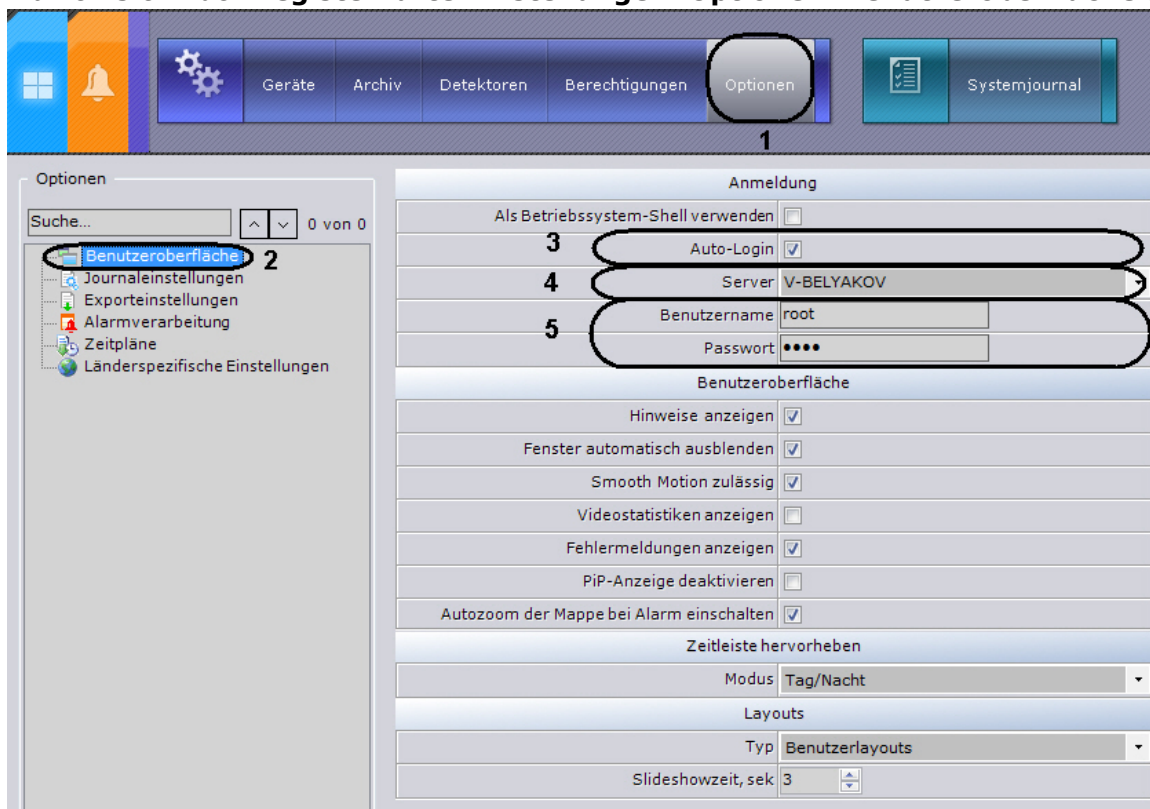 Geräte Archiv Detektoren Berechtigungen Optionen Systemjournal
1
Optionen
Suche... 0 von 0
Benutzeroberfläche 2
Journaleinstellungen
Exporteinstellungen
Alarmverarbeitung
Zeitpläne
Länderspezifische Einstellungen
Anmeldung
Als Betriebssystem-Shell verwenden
3 Auto-Login
4 Server V-BELYAKOV
5 Benutzername root
Passwort ••••
Benutzeroberfläche
Hinweise anzeigen
Fenster automatisch ausblenden
Smooth Motion zulässig
Videostatistiken anzeigen
Fehlermeldungen anzeigen
PiP-Anzeige deaktivieren
Autozoom der Mappe bei Alarm einschalten
Zeitleiste hervorheben
Modus Tag/Nacht
Layouts
Typ Benutzerlayouts
Slideshowzeit, sek 3